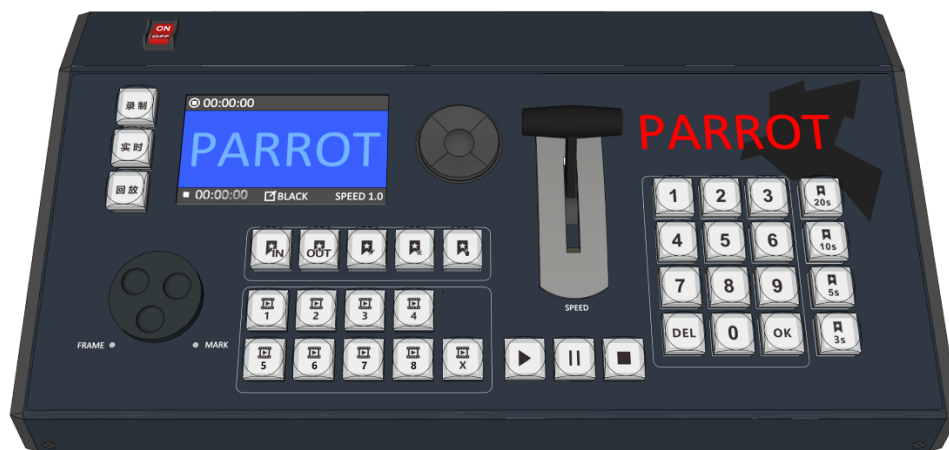 ON
OFF
录制
实时
回放
00:00:00
PARROT
00:00:00 BLACK SPEED 1.0
PARROT
IN OUT
1 2 3 4
5 6 7 8 X
FRAME MARK
SPEED
1 2 3 20s
4 5 6 10s
7 8 9 5s
DEL 0 OK 3s